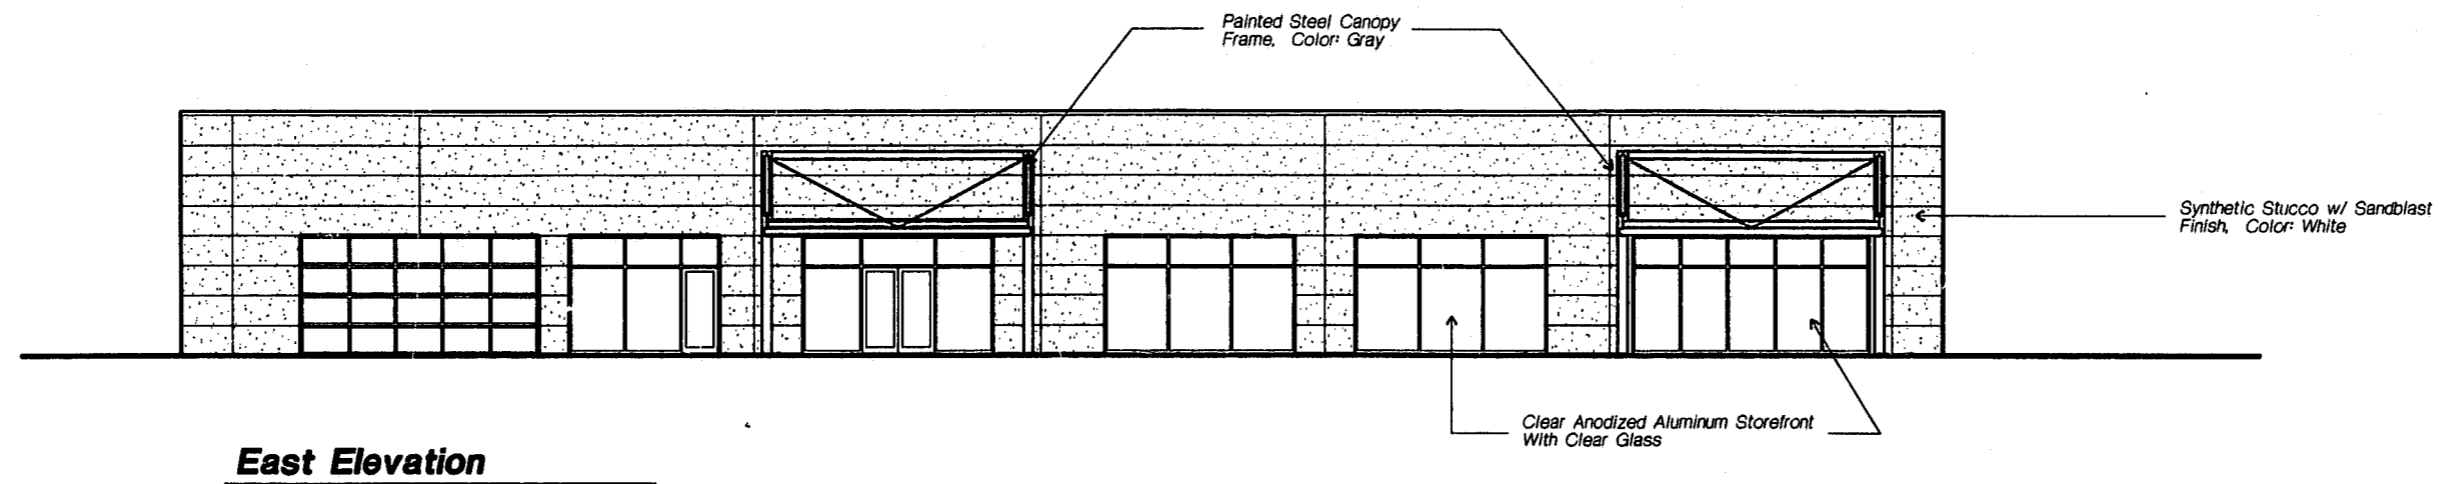 Painted Steel Canopy
Frame, Color: Gray
Synthetic Stucco w/ Sandblast
Finish, Color: White
Clear Anodized Aluminum Storefront
With Clear Glass
East Elevation